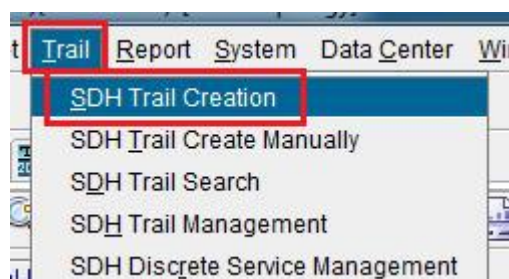 Trail Report System Data Center
SDH Trail Creation
SDH Trail Create Manually
SDH Trail Search
SDH Trail Management
SDH Discrete Service Management